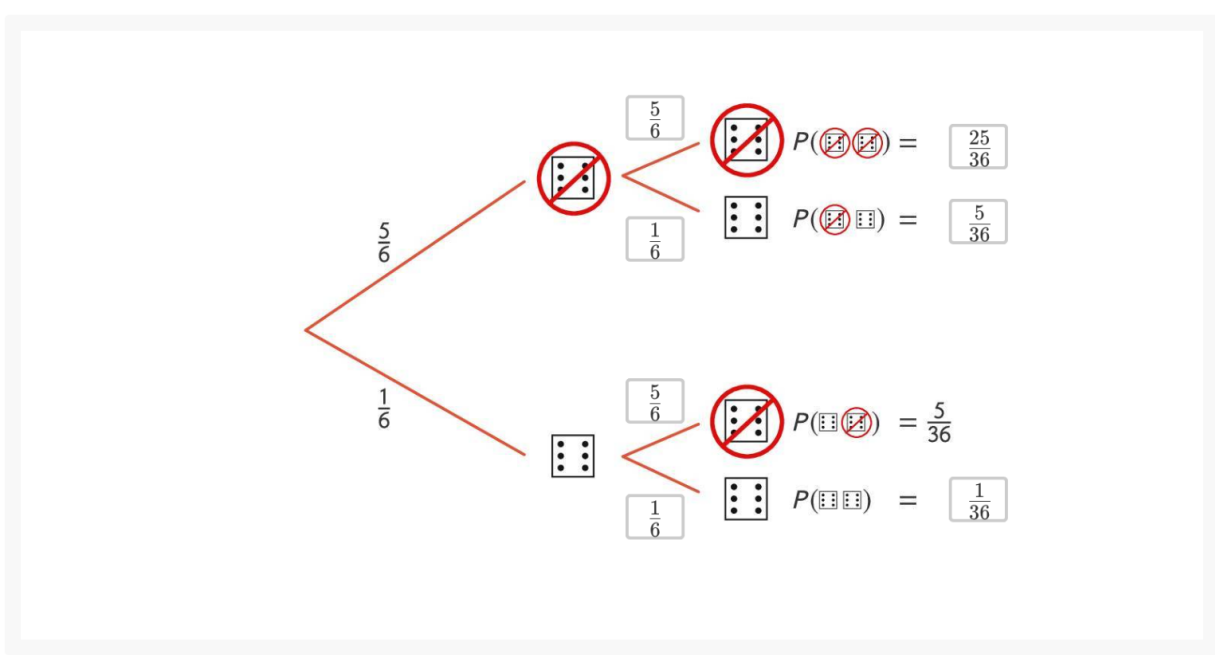 5/6
P( ) = 25/36
5/6
1/6
P( ) = 5/36
1/6
5/6
P( ) = 5/36
1/6
P( ) = 1/36